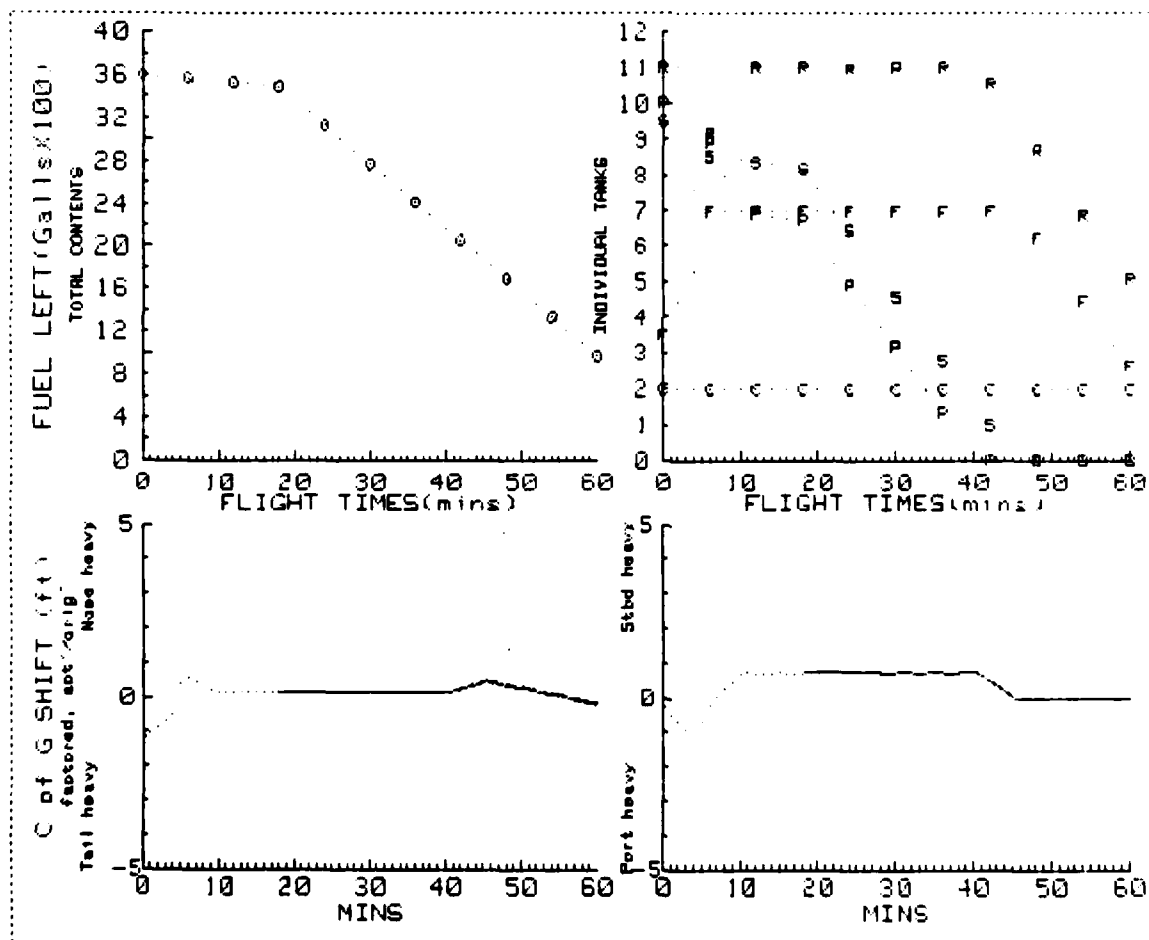 FUEL LEFT(Galls×100)
TOTAL CONTENTS
40
36
32
28
24
20
16
12
8
4
0
0 10 20 30 40 50 60
FLIGHT TIMES(mins)
INDIVIDUAL TANKS
12
11
10
9
8
7
6
5
4
3
2
1
0
R R R R R R R R R
S S S S S S S S
F F F F F F F F F F F
P P P P P P
C C C C C C C C C C C
0 10 20 30 40 50 60
FLIGHT TIMES(mins)
C of G SHIFT (ft)
Tail heavy Nose heavy
5
0
-5
0 10 20 30 40 50 60
MINS
Port heavy Stbd heavy
5
0
-5
0 10 20 30 40 50 60
MINS